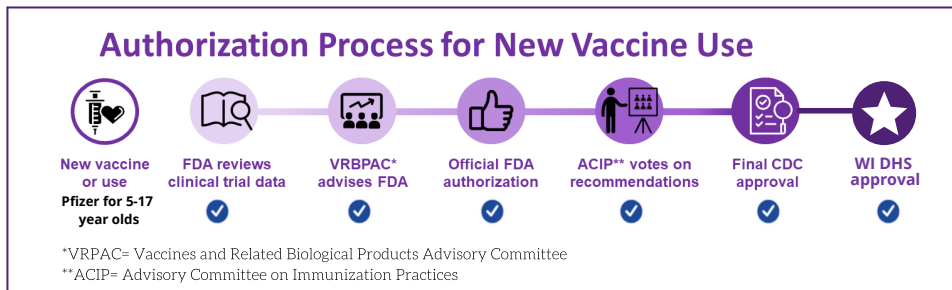 Authorization Process for New Vaccine Use
New vaccine
or use
Pfizer for 5-17
year olds
FDA reviews
clinical trial data
VRBPAC*
advises FDA
Official FDA
authorization
ACIP** votes on
recommendations
Final CDC
approval
WI DHS
approval
*VRPAC= Vaccines and Related Biological Products Advisory Committee
**ACIP= Advisory Committee on Immunization Practices